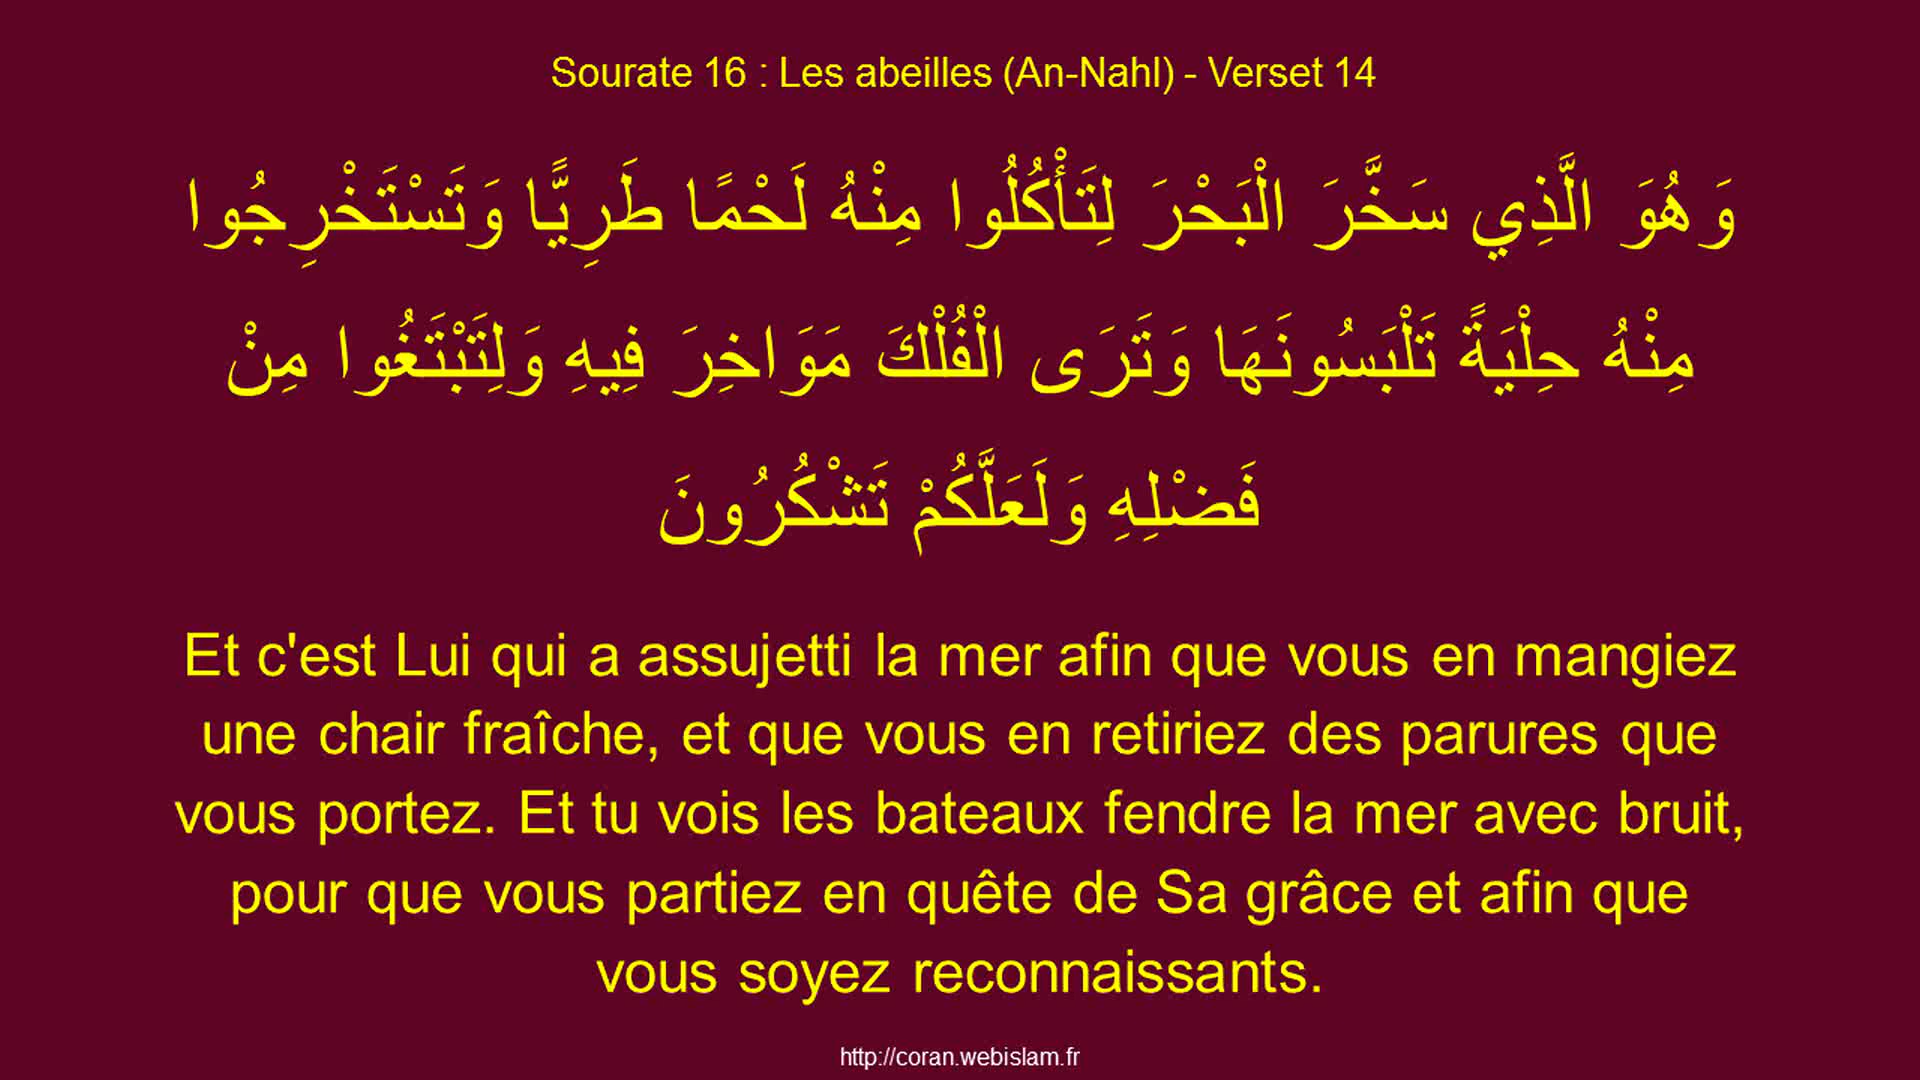 Sourate 16 : Les abeilles (An-Nahl) - Verset 14
وَهُوَ الَّذِي سَخَّرَ الْبَحْرَ لِتَأْكُلُوا مِنْهُ لَحْمًا طَرِيًّا وَتَسْتَخْرِجُوا
مِنْهُ حِلْيَةً تَلْبَسُونَهَا وَتَرَى الْفُلْكَ مَوَاخِرَ فِيهِ وَلِتَبْتَغُوا مِنْ
فَضْلِهِ وَلَعَلَّكُمْ تَشْكُرُونَ
Et c'est Lui qui a assujetti la mer afin que vous en mangiez
une chair fraîche, et que vous en retiriez des parures que
vous portez. Et tu vois les bateaux fendre la mer avec bruit,
pour que vous partiez en quête de Sa grâce et afin que
vous soyez reconnaissants.
http://coran.webislam.fr